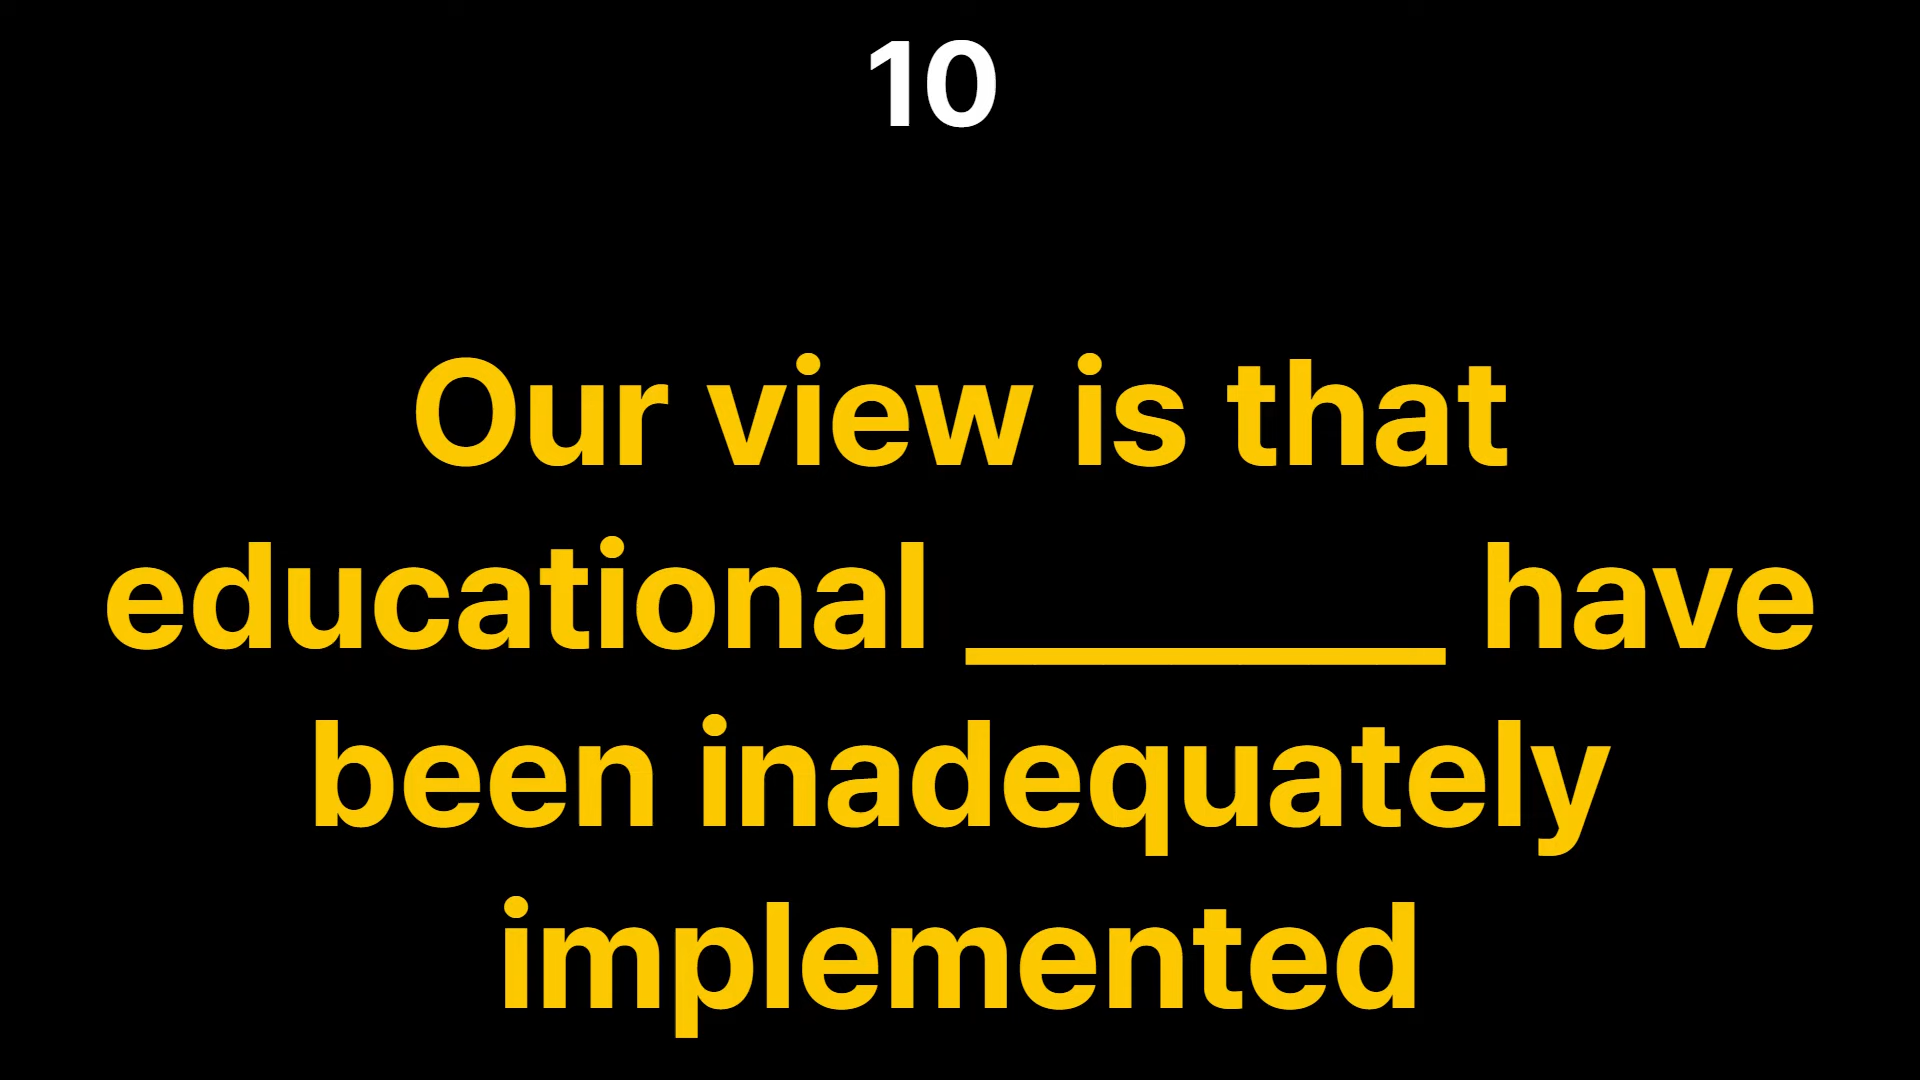 10
Our view is that
educational _______ have
been inadequately
implemented